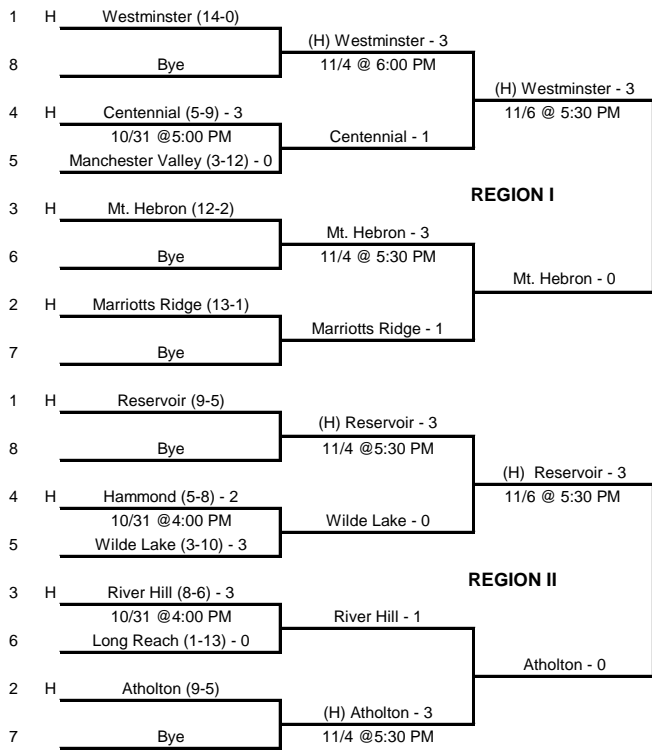 1 H Westminster (14-0)
(H) Westminster - 3
8 Bye
11/4 @ 6:00 PM
(H) Westminster - 3
4 H Centennial (5-9) - 3
11/6 @ 5:30 PM
10/31 @5:00 PM
Centennial - 1
5 Manchester Valley (3-12) - 0
REGION I
3 H Mt. Hebron (12-2)
Mt. Hebron - 3
6 Bye
11/4 @ 5:30 PM
Mt. Hebron - 0
2 H Marriotts Ridge (13-1)
Marriotts Ridge - 1
7 Bye
1 H Reservoir (9-5)
(H) Reservoir - 3
8 Bye
11/4 @5:30 PM
(H) Reservoir - 3
4 H Hammond (5-8) - 2
11/6 @ 5:30 PM
10/31 @4:00 PM
Wilde Lake - 0
5 Wilde Lake (3-10) - 3
REGION II
3 H River Hill (8-6) - 3
10/31 @4:00 PM
River Hill - 1
6 Long Reach (1-13) - 0
Atholton - 0
2 H Atholton (9-5)
(H) Atholton - 3
7 Bye
11/4 @5:30 PM